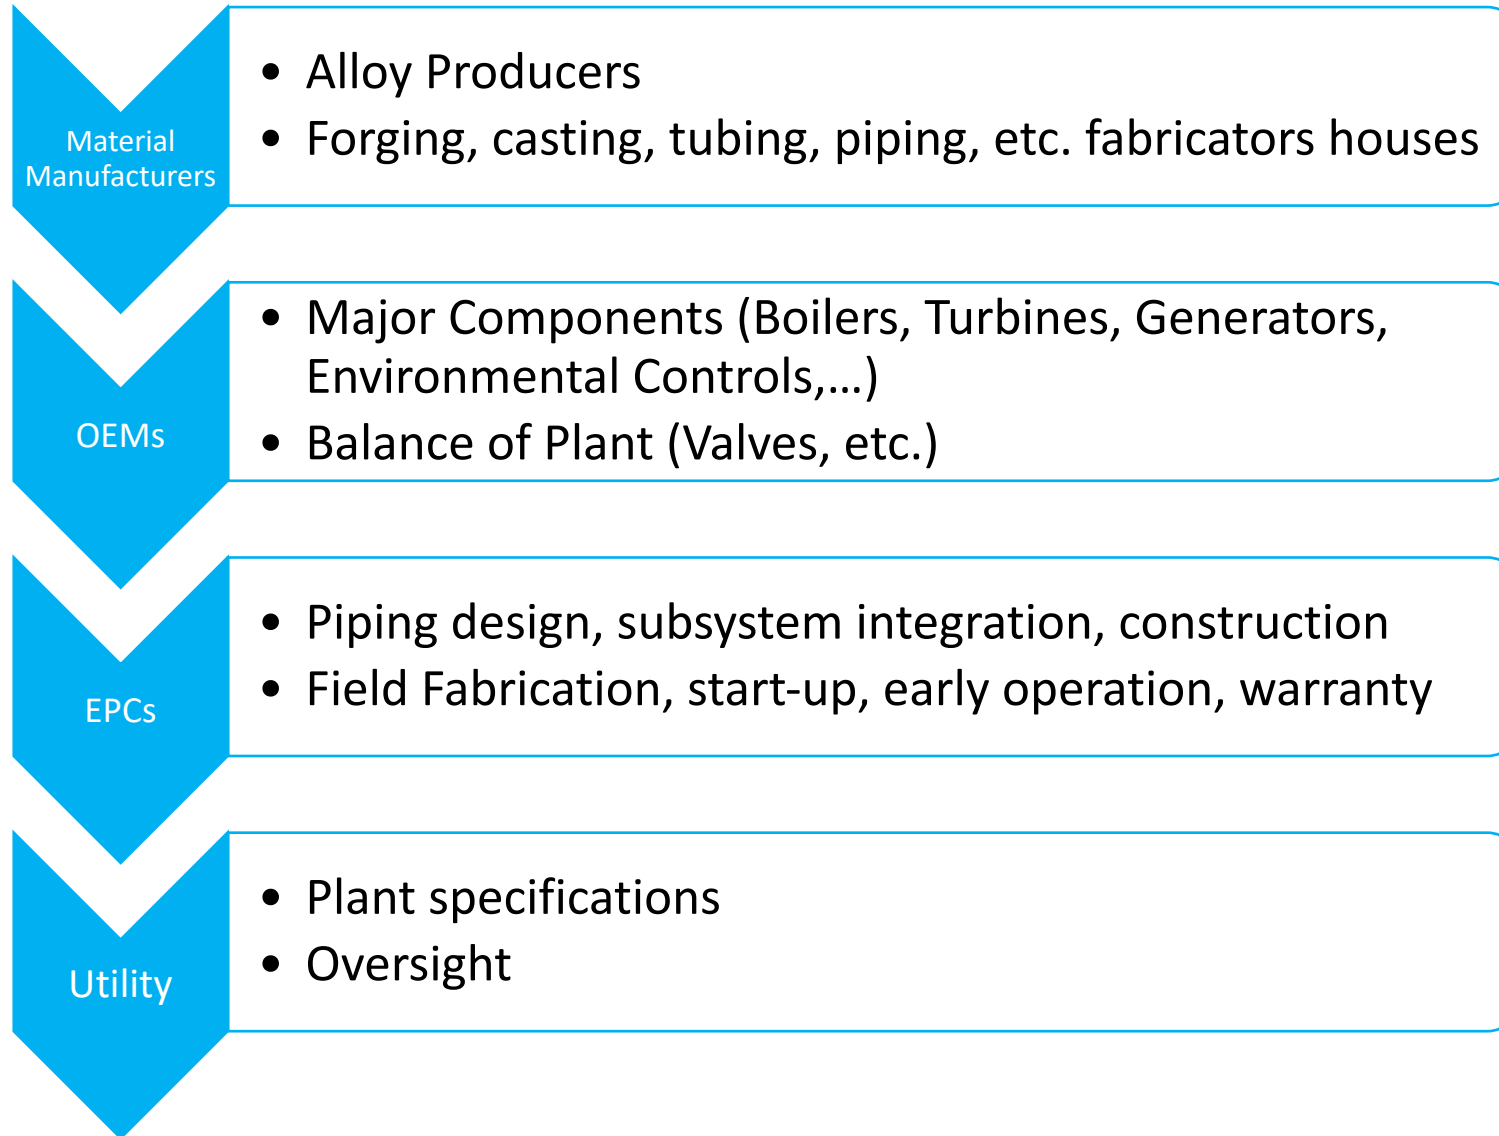 Material
Manufacturers
• Alloy Producers
• Forging, casting, tubing, piping, etc. fabricators houses
OEMs
• Major Components (Boilers, Turbines, Generators,
Environmental Controls,...)
• Balance of Plant (Valves, etc.)
EPCs
• Piping design, subsystem integration, construction
• Field Fabrication, start-up, early operation, warranty
Utility
• Plant specifications
• Oversight